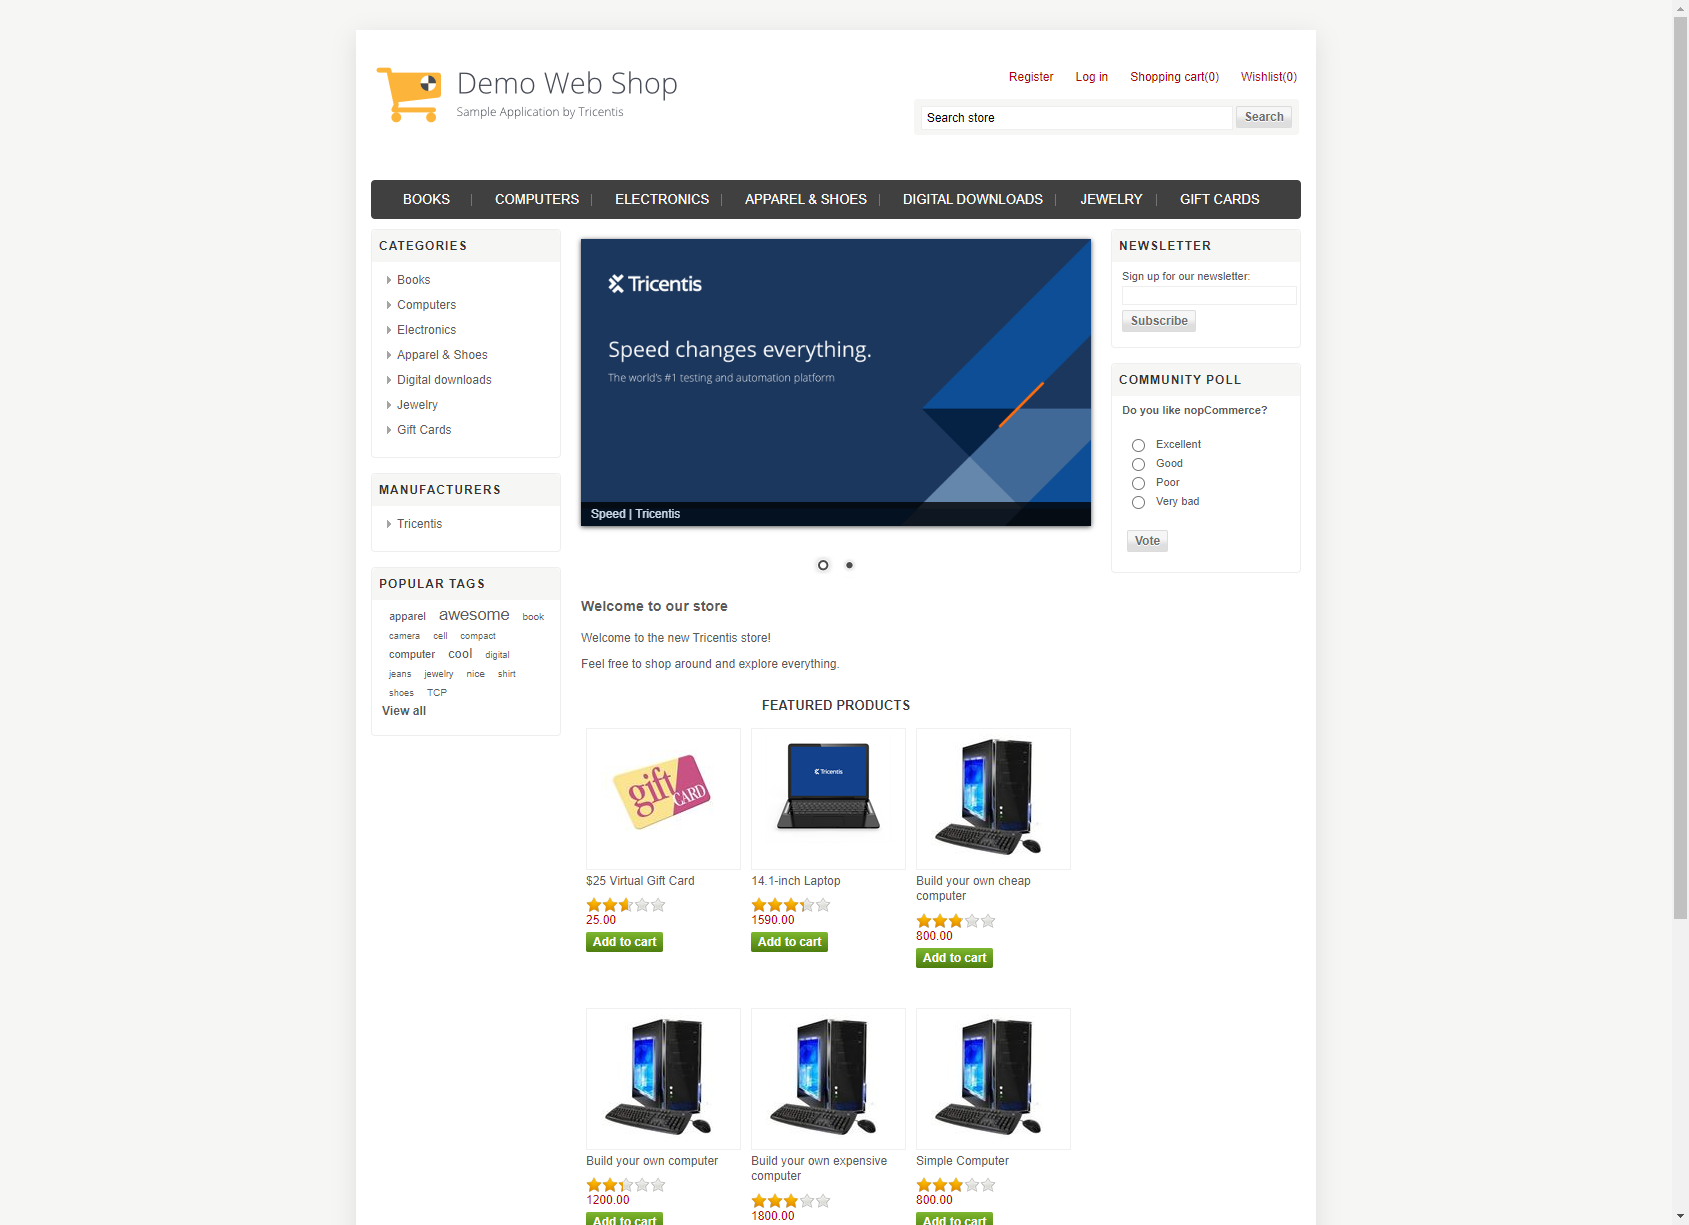 Demo Web Shop
Sample Application by Tricentis
Register Log in Shopping cart(0) Wishlist(0)
Search store Search
BOOKS COMPUTERS ELECTRONICS APPAREL & SHOES DIGITAL DOWNLOADS JEWELRY GIFT CARDS
CATEGORIES
Books
Computers
Electronics
Apparel & Shoes
Digital downloads
Jewelry
Gift Cards
MANUFACTURERS
Tricentis
POPULAR TAGS
apparel awesome book
camera cell compact
computer cool digital
jeans jewelry nice shirt
shoes TCP
View all
Tricentis
Speed changes everything.
The world's #1 testing and automation platform
Speed | Tricentis
Welcome to our store
Welcome to the new Tricentis store!
Feel free to shop around and explore everything.
FEATURED PRODUCTS
gift CARD
$25 Virtual Gift Card
25.00
Add to cart
Tricentis
14.1-inch Laptop
1590.00
Add to cart
Build your own cheap
computer
800.00
Add to cart
Build your own computer
1200.00
Add to cart
Build your own expensive
computer
1800.00
Simple Computer
800.00
Add to cart
NEWSLETTER
Sign up for our newsletter:
Subscribe
COMMUNITY POLL
Do you like nopCommerce?
Excellent
Good
Poor
Very bad
Vote